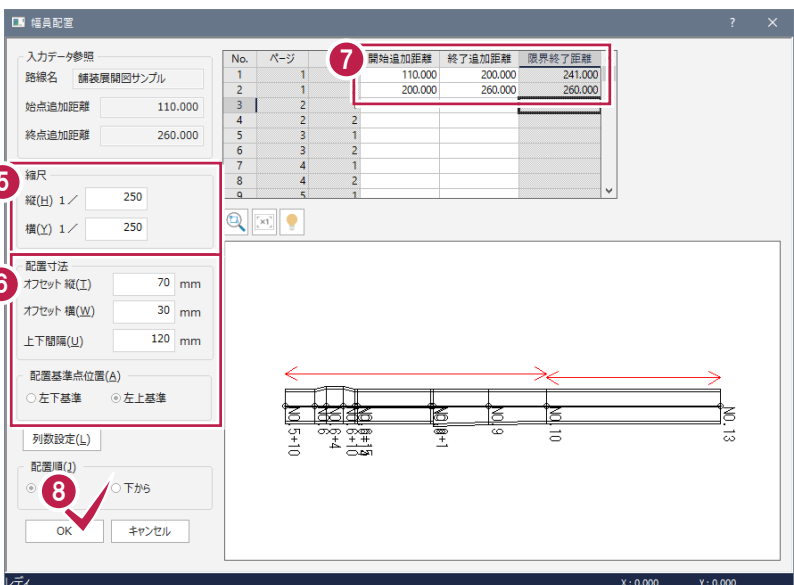 幅員配置
? ×
入力データ参照
路線名 舗装展開図サンプル
始点追加距離 110.000
終点追加距離 260.000
5
縮尺
縦(H) 1／ 250
横(Y) 1／ 250
6
配置寸法
オフセット 縦(T) 70 mm
オフセット 横(W) 30 mm
上下間隔(U) 120 mm
配置基準点位置(A)
左下基準 左上基準
列数設定(L)
配置順(J)
下から
8
OK キャンセル
7
No. ページ 開始追加距離 終了追加距離 限界終了距離
1 1 110.000 200.000 241.000
2 1 200.000 260.000 260.000
3 2
4 2 2
5 3 1
6 3 2
7 4 1
8 4 2
9 5 1
×1
NO.5+10
NO.9
NO.10
NO.13
レディ X : 0.000 Y : 0.000